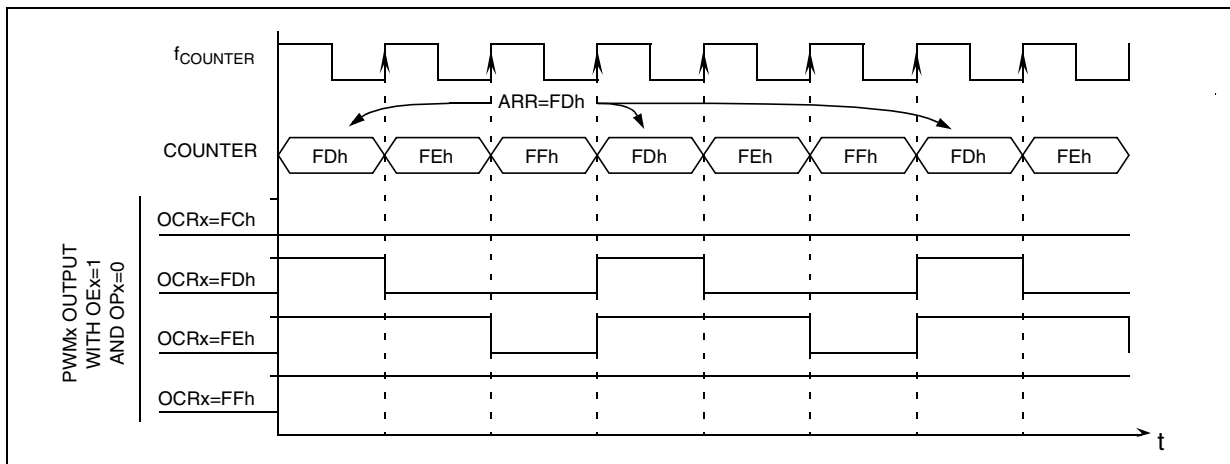 fCOUNTER
ARR=FDh
COUNTER
FDh FEh FFh FDh FEh FFh FDh FEh
PWMx OUTPUT
WITH OEx=1
AND OPx=0
OCRx=FCh
OCRx=FDh
OCRx=FEh
OCRx=FFh
t